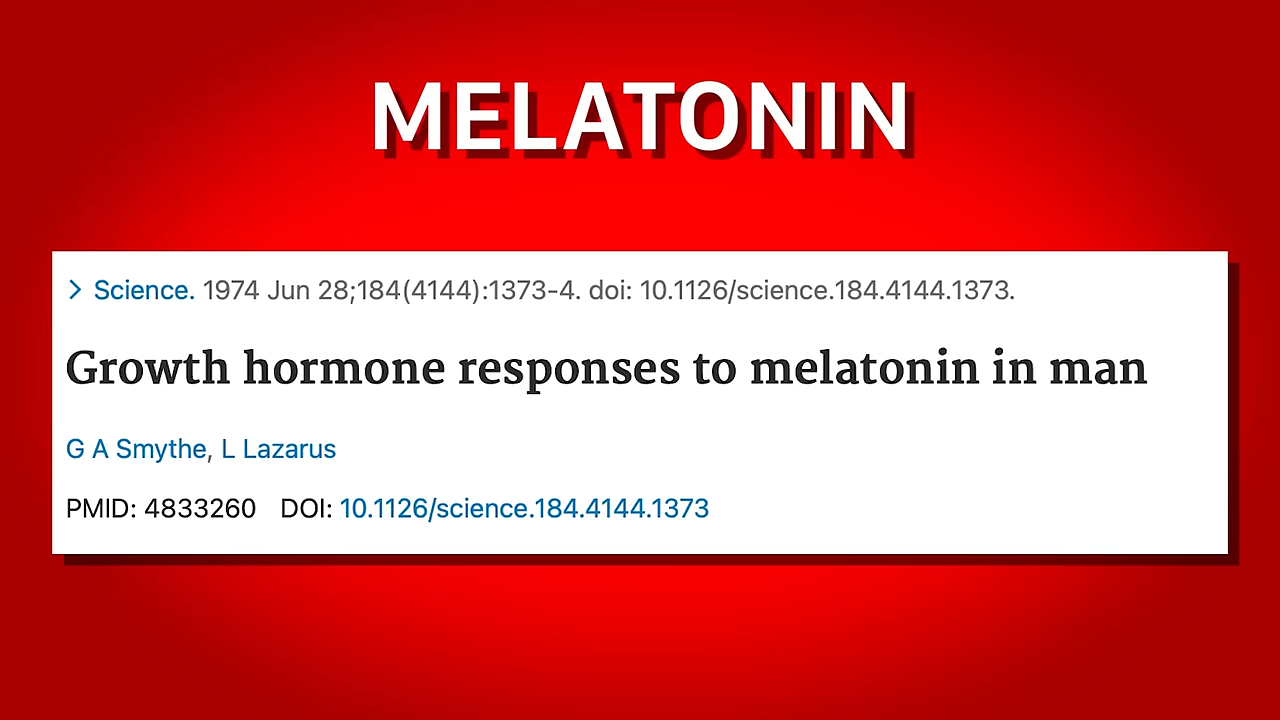 MELATONIN
> Science. 1974 Jun 28;184(4144):1373-4. doi: 10.1126/science.184.4144.1373.
Growth hormone responses to melatonin in man
G A Smythe, L Lazarus
PMID: 4833260 DOI: 10.1126/science.184.4144.1373